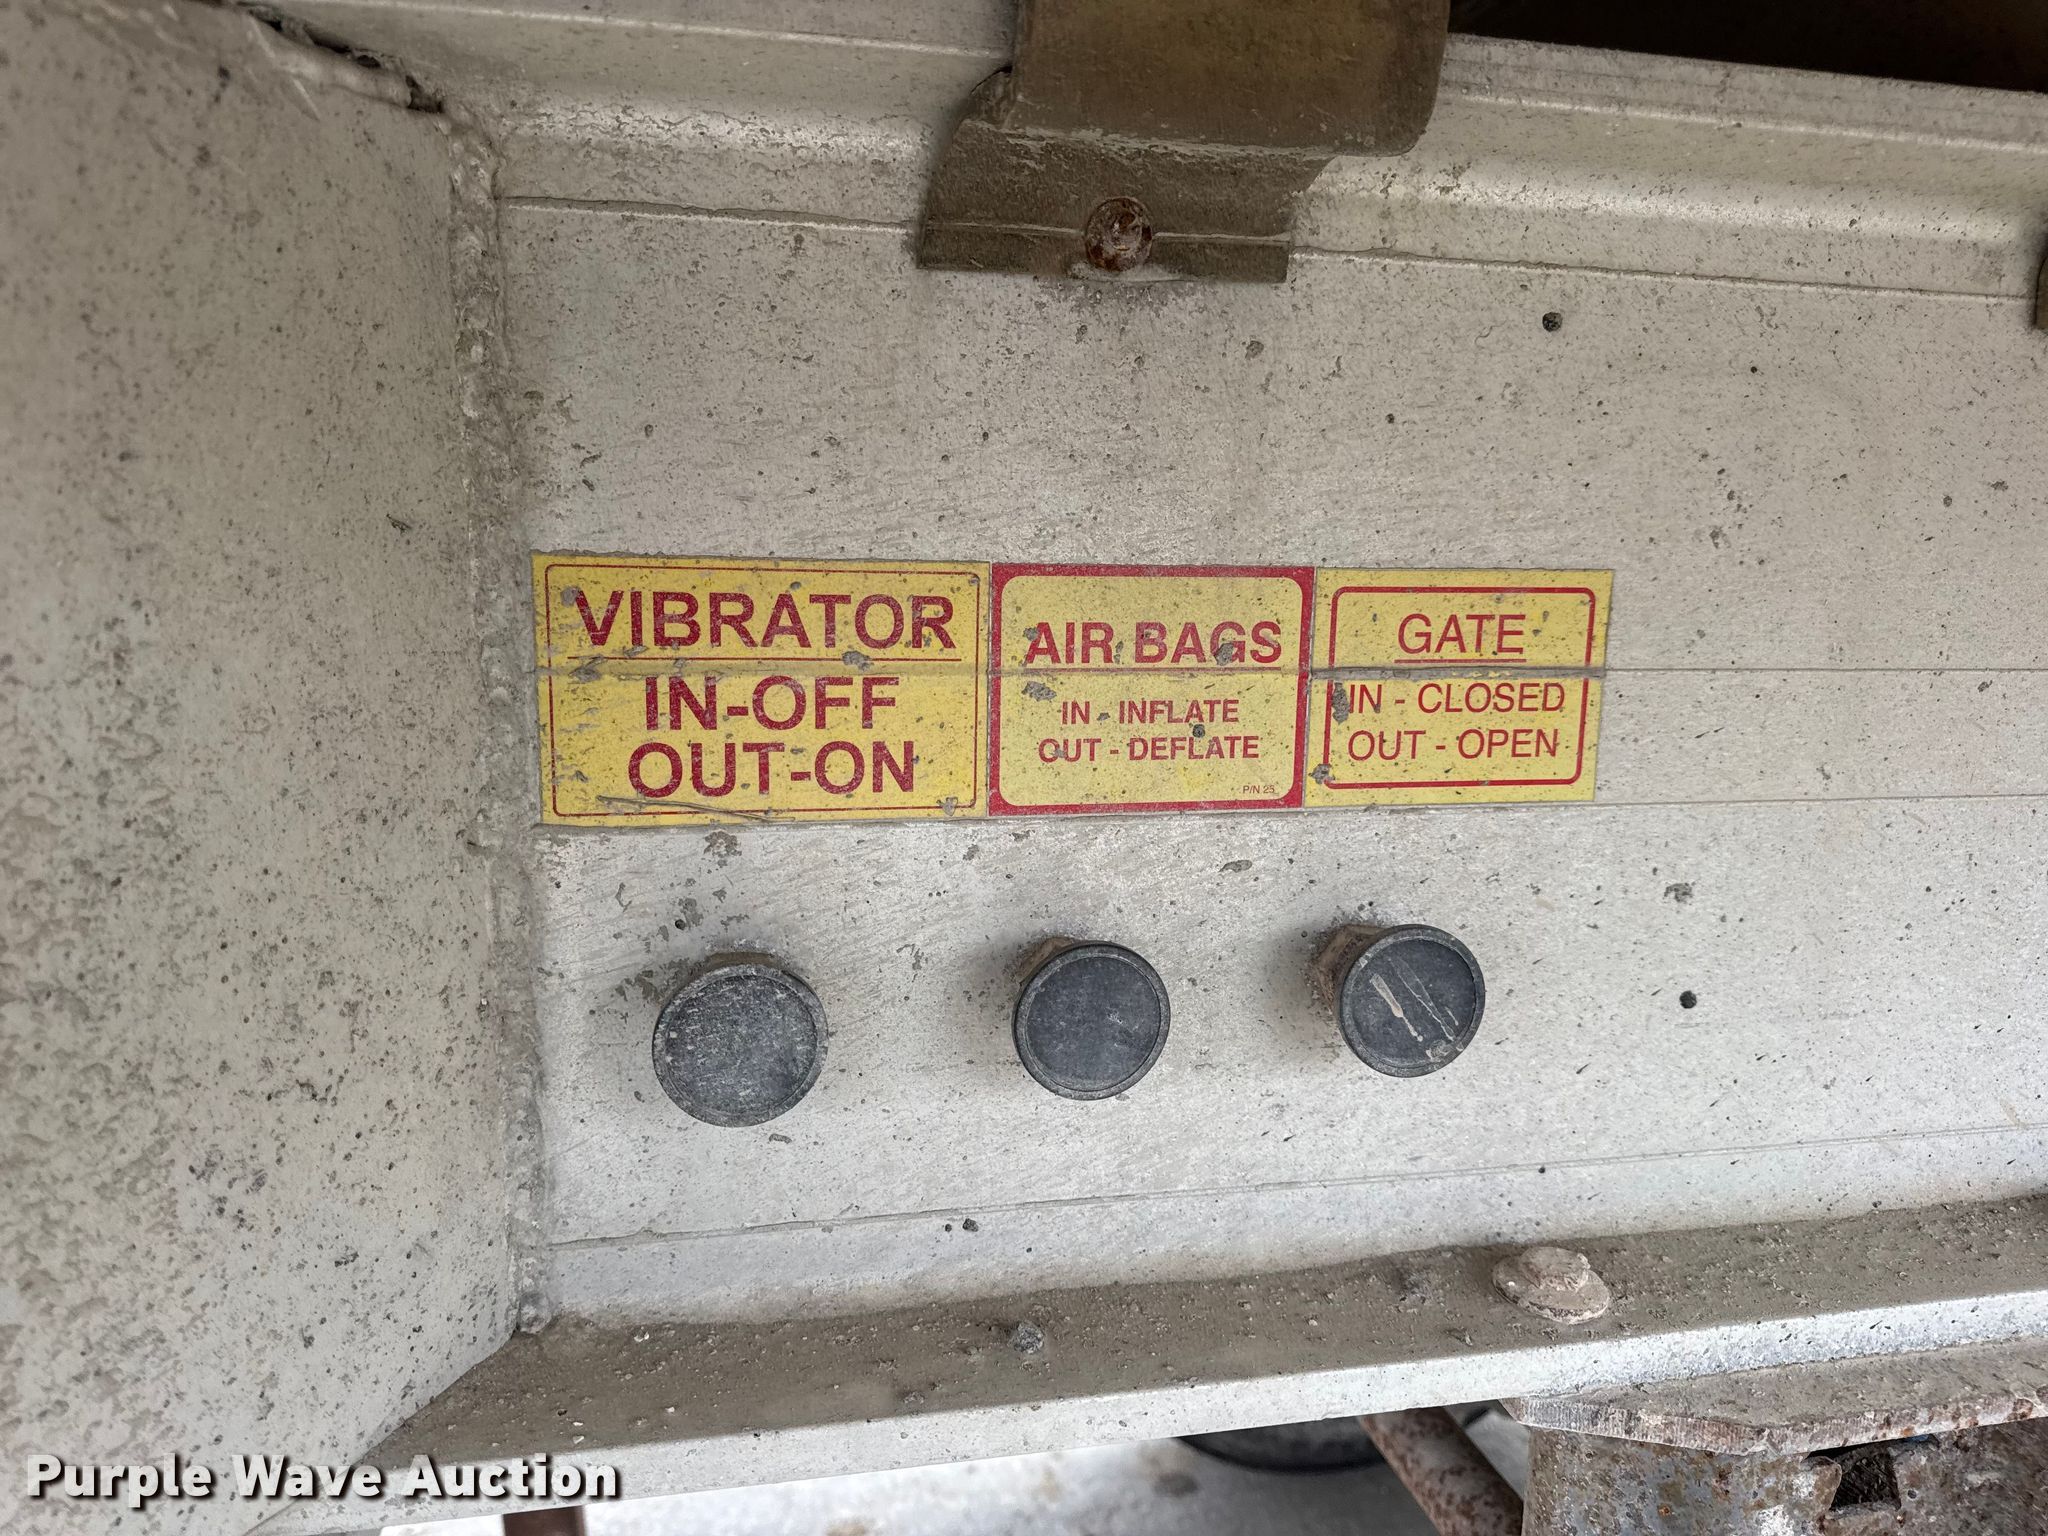 VIBRATOR
IN-OFF
OUT-ON
AIR BAGS
IN - INFLATE
OUT - DEFLATE
P/N 25
GATE
IN - CLOSED
OUT - OPEN
Purple Wave Auction